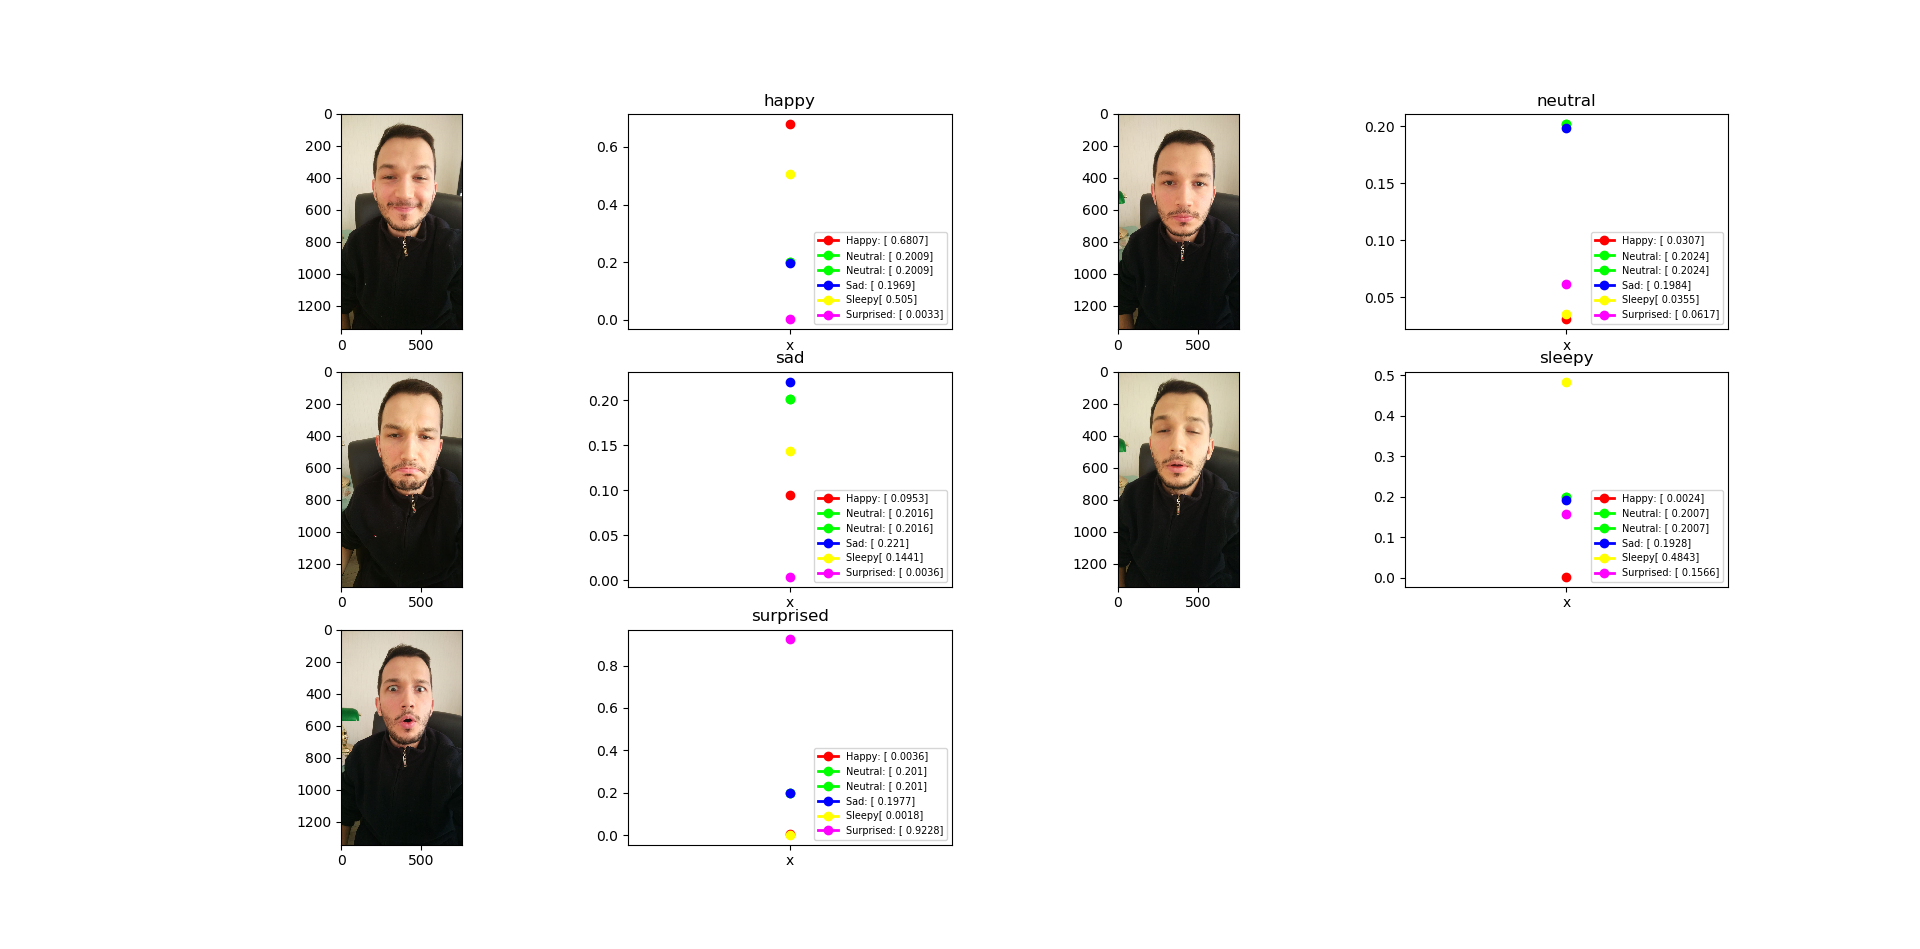 happy
0
200
400
600
800
1000
1200
0 500
0.6
0.4
0.2
0.0
x
Happy: [ 0.6807]
Neutral: [ 0.2009]
Neutral: [ 0.2009]
Sad: [ 0.1969]
Sleepy[ 0.505]
Surprised: [ 0.0033]
neutral
0
200
400
600
800
1000
1200
0 500
0.20
0.15
0.10
0.05
x
Happy: [ 0.0307]
Neutral: [ 0.2024]
Neutral: [ 0.2024]
Sad: [ 0.1984]
Sleepy[ 0.0355]
Surprised: [ 0.0617]
sad
0
200
400
600
800
1000
1200
0 500
0.20
0.15
0.10
0.05
0.00
x
Happy: [ 0.0953]
Neutral: [ 0.2016]
Neutral: [ 0.2016]
Sad: [ 0.221]
Sleepy[ 0.1441]
Surprised: [ 0.0036]
sleepy
0
200
400
600
800
1000
1200
0 500
0.5
0.4
0.3
0.2
0.1
0.0
x
Happy: [ 0.0024]
Neutral: [ 0.2007]
Neutral: [ 0.2007]
Sad: [ 0.1928]
Sleepy[ 0.4843]
Surprised: [ 0.1566]
surprised
0
200
400
600
800
1000
1200
0 500
0.8
0.6
0.4
0.2
0.0
x
Happy: [ 0.0036]
Neutral: [ 0.201]
Neutral: [ 0.201]
Sad: [ 0.1977]
Sleepy[ 0.0018]
Surprised: [ 0.9228]